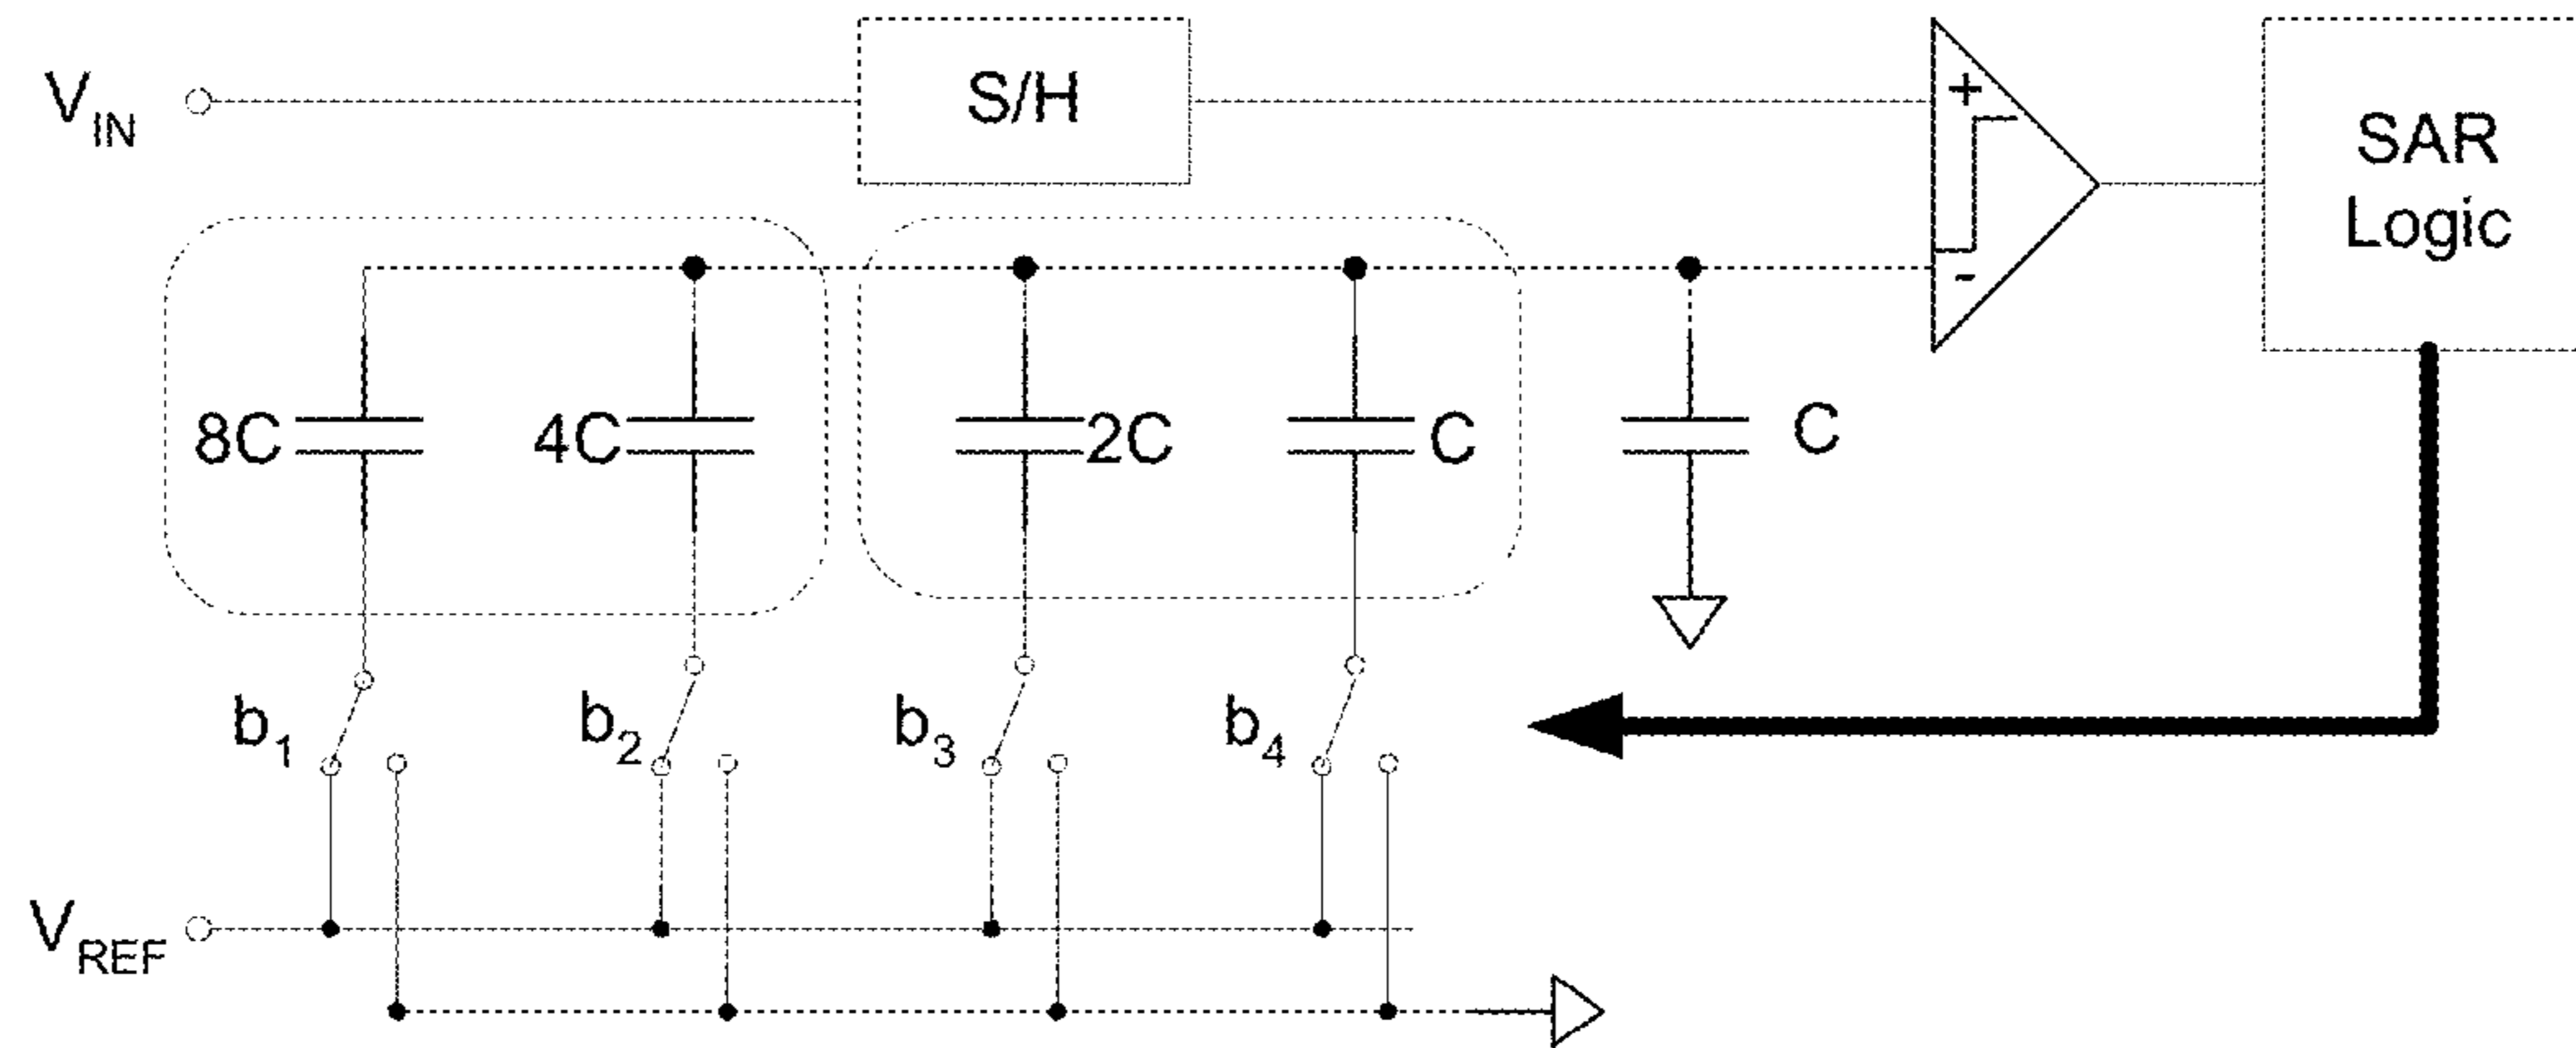 V_IN
S/H
+
-
SAR
Logic
8C
4C
2C
C
C
b_1
b_2
b_3
b_4
V_REF